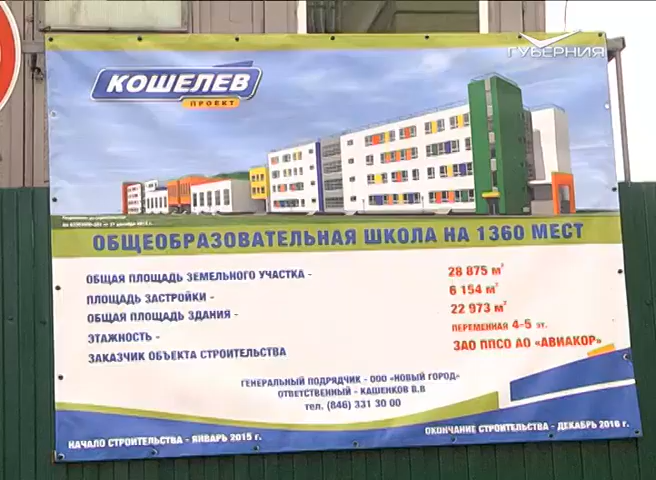 ГУБЕРНИЯ
КОШЕЛЕВ
ПРОЕКТ
ОБЩЕОБРАЗОВАТЕЛЬНАЯ ШКОЛА НА 1360 МЕСТ
ОБЩАЯ ПЛОЩАДЬ ЗЕМЕЛЬНОГО УЧАСТКА - 28 875 м²
ПЛОЩАДЬ ЗАСТРОЙКИ - 6 154 м²
ОБЩАЯ ПЛОЩАДЬ ЗДАНИЯ - 22 973 м²
ЭТАЖНОСТЬ - ПЕРЕМЕННАЯ 4-5 эт.
ЗАКАЗЧИК ОБЪЕКТА СТРОИТЕЛЬСТВА ЗАО ППСО АО «АВИАКОР»
ГЕНЕРАЛЬНЫЙ ПОДРЯДЧИК - ООО «НОВЫЙ ГОРОД»
ОТВЕТСТВЕННЫЙ - КАШЕНКОВ В.В
тел. (846) 331 30 00
НАЧАЛО СТРОИТЕЛЬСТВА - ЯНВАРЬ 2015 г.
ОКОНЧАНИЕ СТРОИТЕЛЬСТВА - ДЕКАБРЬ 2016 г.